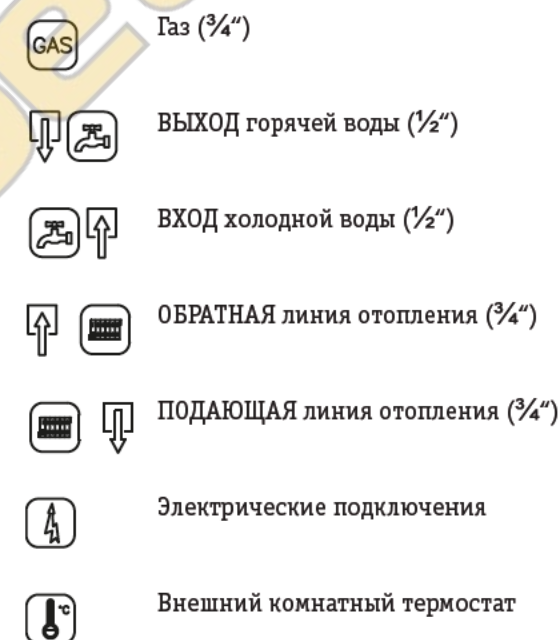 GAS Газ (¾“)
ВЫХОД горячей воды (½“)
ВХОД холодной воды (½“)
ОБРАТНАЯ линия отопления (¾“)
ПОДАЮЩАЯ линия отопления (¾“)
Электрические подключения
°C Внешний комнатный термостат